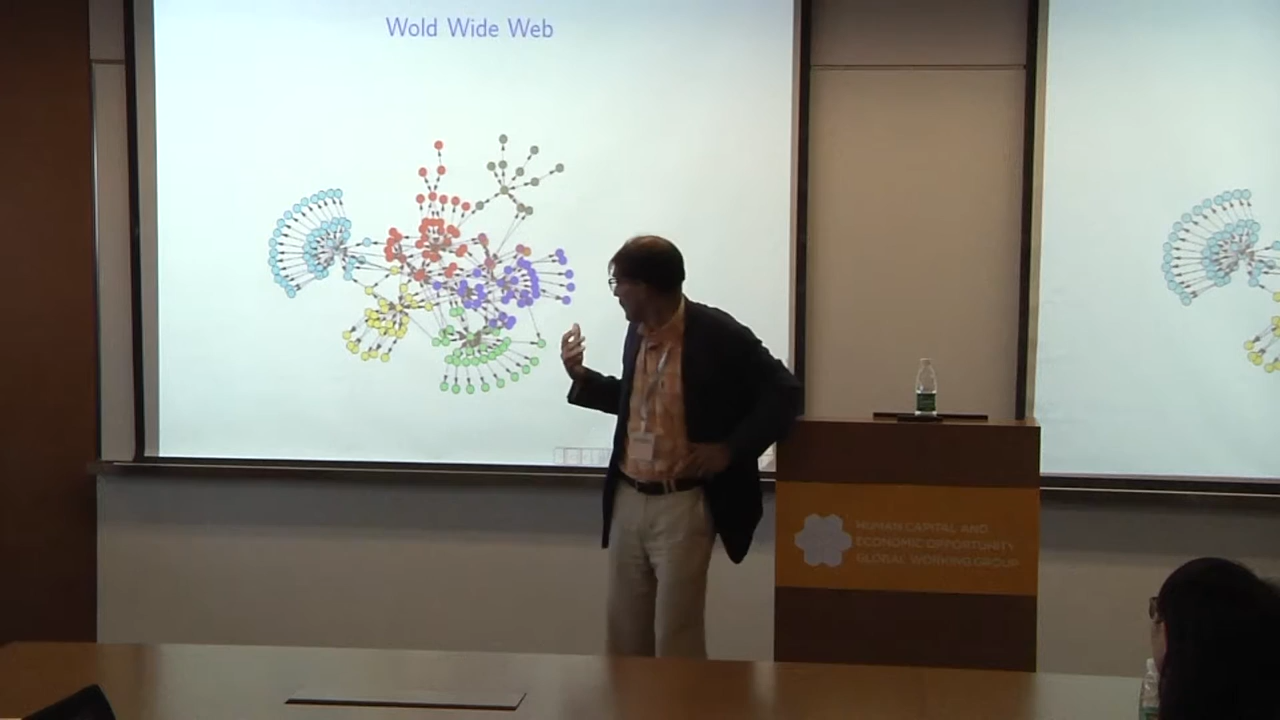 Wold Wide Web
HUMAN CAPITAL AND
ECONOMIC OPPORTUNITY
GLOBAL WORKING GROUP